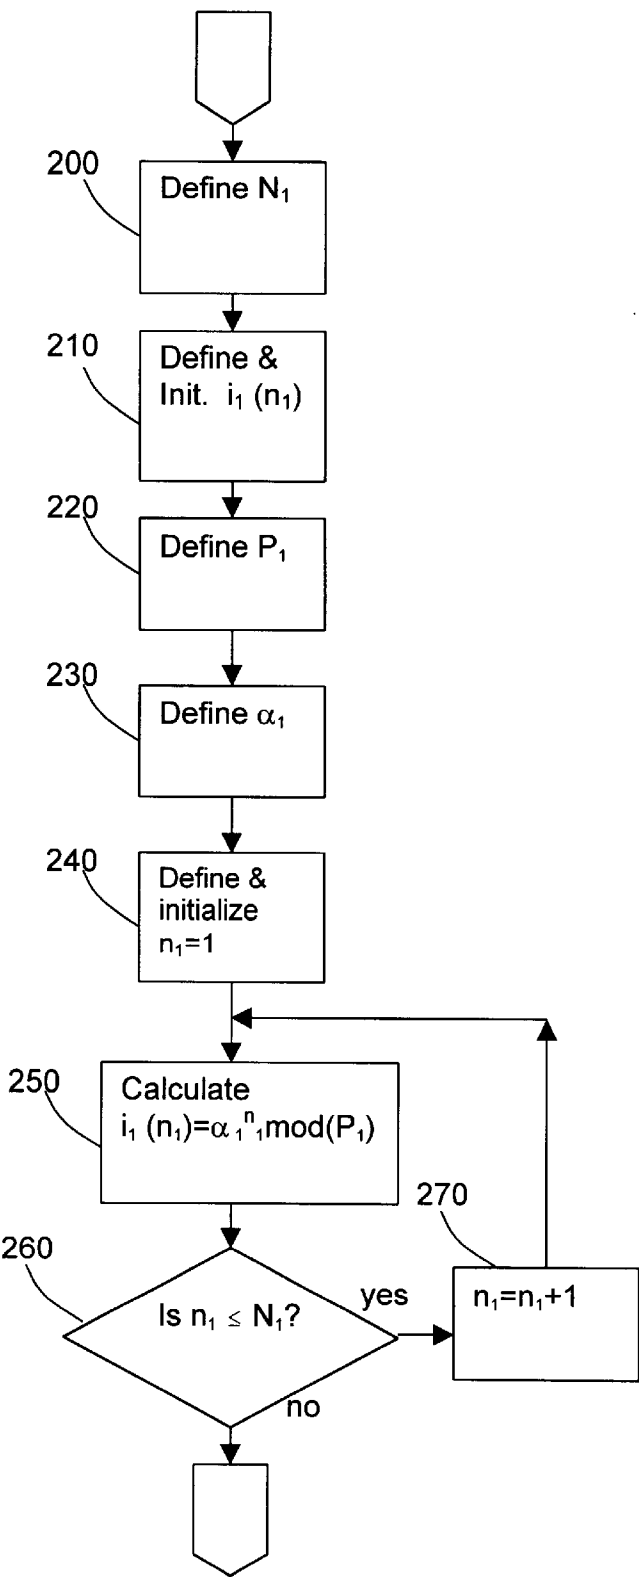 200
Define N₁
210
Define &
Init. i₁ (n₁)
220
Define P₁
230
Define α₁
240
Define &
initialize
n₁=1
250
Calculate
i₁ (n₁)=α₁ⁿ₁mod(P₁)
260
Is n₁ ≤ N₁?
yes
270
n₁=n₁+1
no